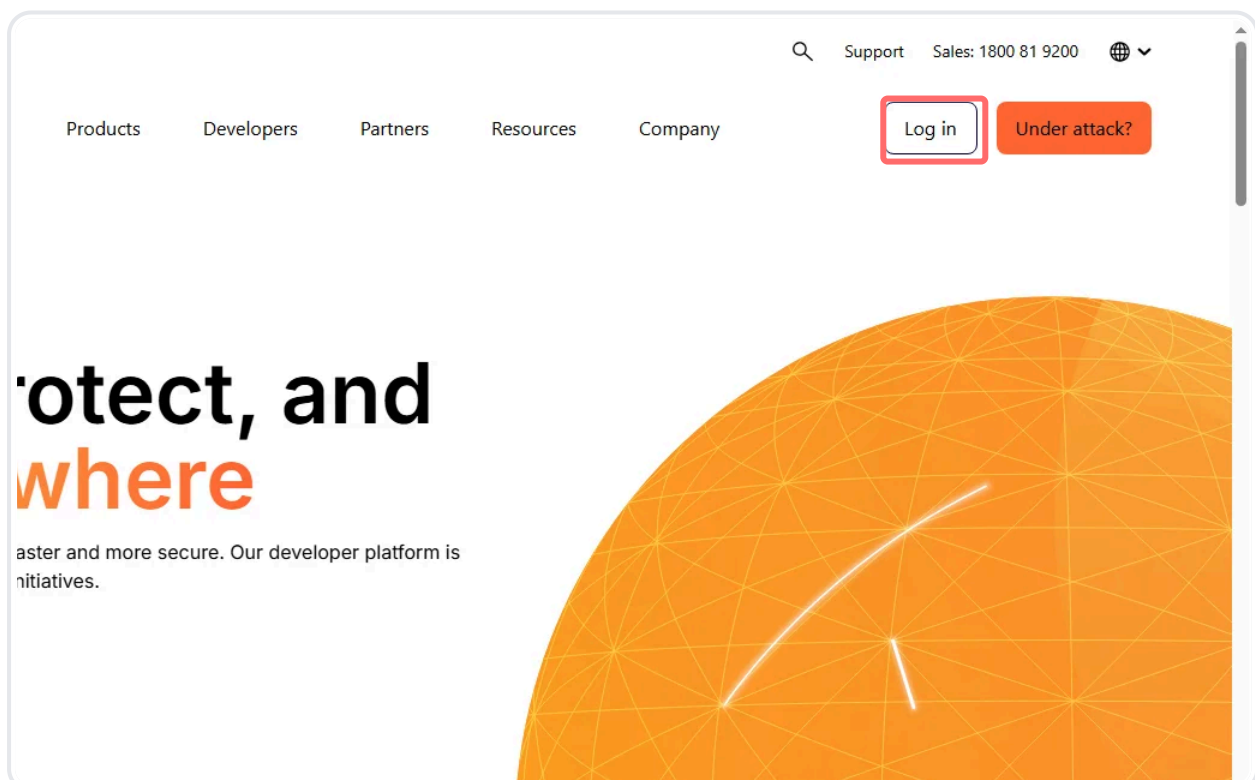 Support Sales: 1800 81 9200
Products Developers Partners Resources Company Log in Under attack?
rotect, and
where
aster and more secure. Our developer platform is
nitiatives.